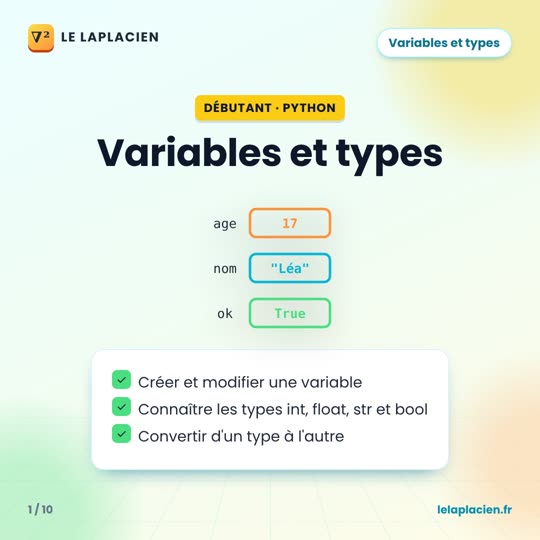 ∇² LE LAPLACIEN
Variables et types
DÉBUTANT · PYTHON
Variables et types
age 17
nom "Léa"
ok True
Créer et modifier une variable
Connaître les types int, float, str et bool
Convertir d'un type à l'autre
1 / 10
lelaplacien.fr